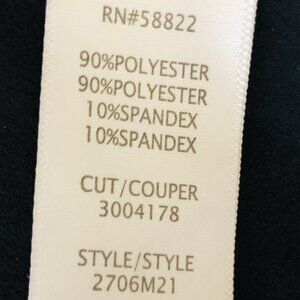 RN#58822
90%POLYESTER
90%POLYESTER
10%SPANDEX
10%SPANDEX
CUT/COUPER
3004178
STYLE/STYLE
2706M21